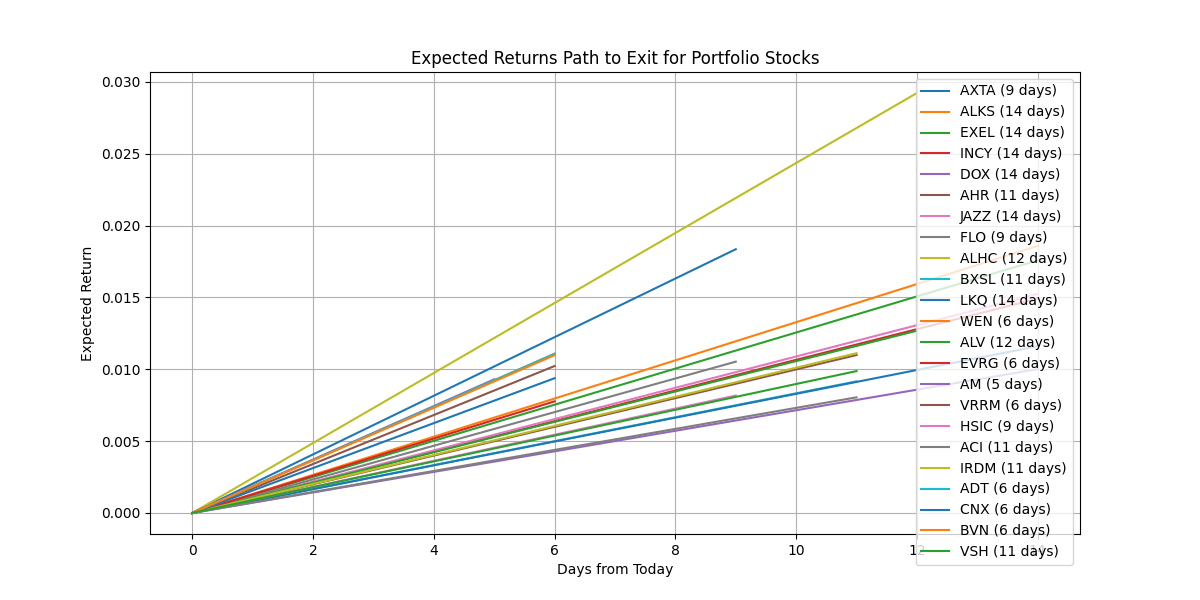 Expected Returns Path to Exit for Portfolio Stocks
Expected Return
0.030
0.025
0.020
0.015
0.010
0.005
0.000
0 2 4 6 8 10 12
Days from Today
AXTA (9 days)
ALKS (14 days)
EXEL (14 days)
INCY (14 days)
DOX (14 days)
AHR (11 days)
JAZZ (14 days)
FLO (9 days)
ALHC (12 days)
BXSL (11 days)
LKQ (14 days)
WEN (6 days)
ALV (12 days)
EVRG (6 days)
AM (5 days)
VRRM (6 days)
HSIC (9 days)
ACI (11 days)
IRDM (11 days)
ADT (6 days)
CNX (6 days)
BVN (6 days)
VSH (11 days)